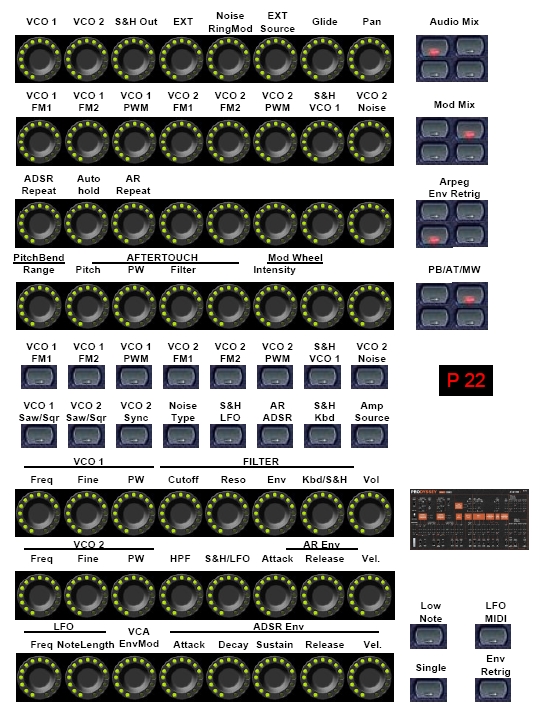 VCO 1 VCO 2 S&H Out EXT Noise RingMod EXT Source Glide Pan Audio Mix
VCO 1 FM1 VCO 1 FM2 VCO 1 PWM VCO 2 FM1 VCO 2 FM2 VCO 2 PWM S&H VCO 1 VCO 2 Noise Mod Mix
ADSR Repeat Auto hold AR Repeat Arpeg Env Retrig
PitchBend AFTERTOUCH Mod Wheel
Range Pitch PW Filter Intensity PB/AT/MW
VCO 1 FM1 VCO 1 FM2 VCO 1 PWM VCO 2 FM1 VCO 2 FM2 VCO 2 PWM S&H VCO 1 VCO 2 Noise
P 22
VCO 1 Saw/Sqr VCO 2 Saw/Sqr VCO 2 Sync Noise Type S&H LFO AR ADSR S&H Kbd Amp Source
VCO 1 FILTER
Freq Fine PW Cutoff Reso Env Kbd/S&H Vol
VCO 2 AR Env
Freq Fine PW HPF S&H/LFO Attack Release Vel.
Low Note LFO MIDI
LFO VCA EnvMod ADSR Env
Freq NoteLength Attack Decay Sustain Release Vel.
Single Env Retrig